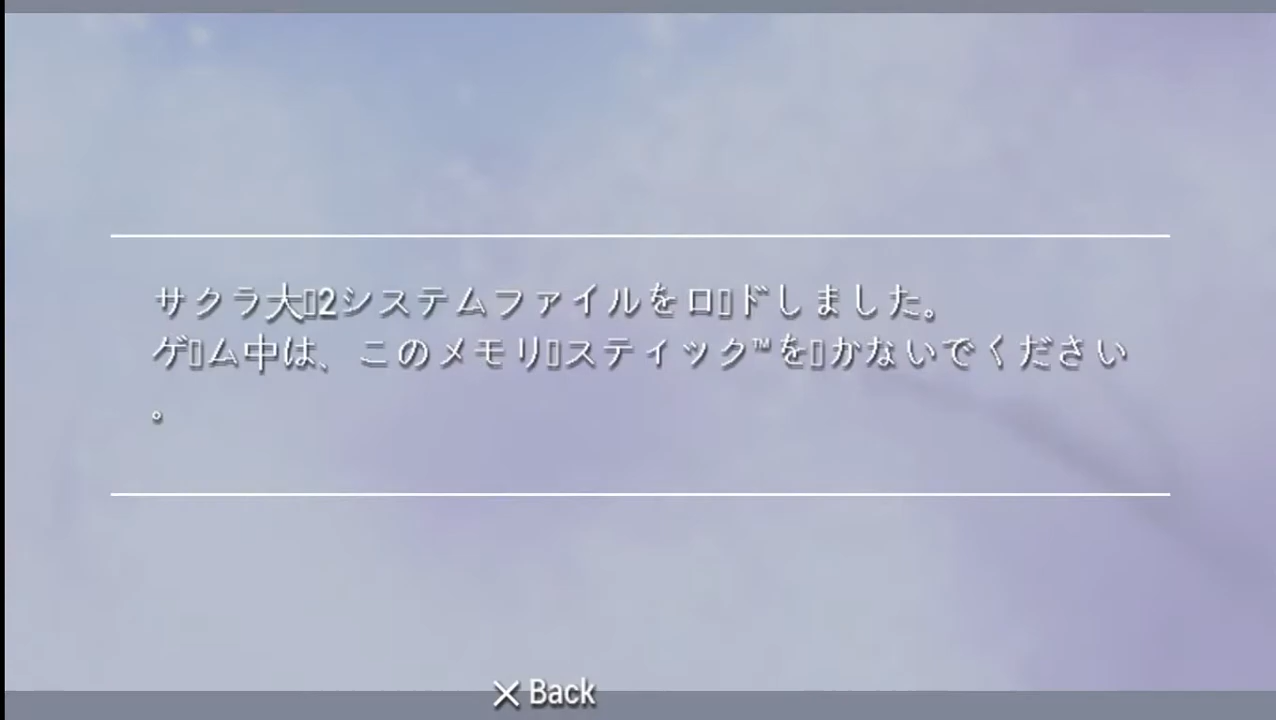 サクラ大▯2システムファイルをロ▯ドしました。
ゲ▯ム中は、このメモリ▯スティック™を▯かないでください
。
✕ Back